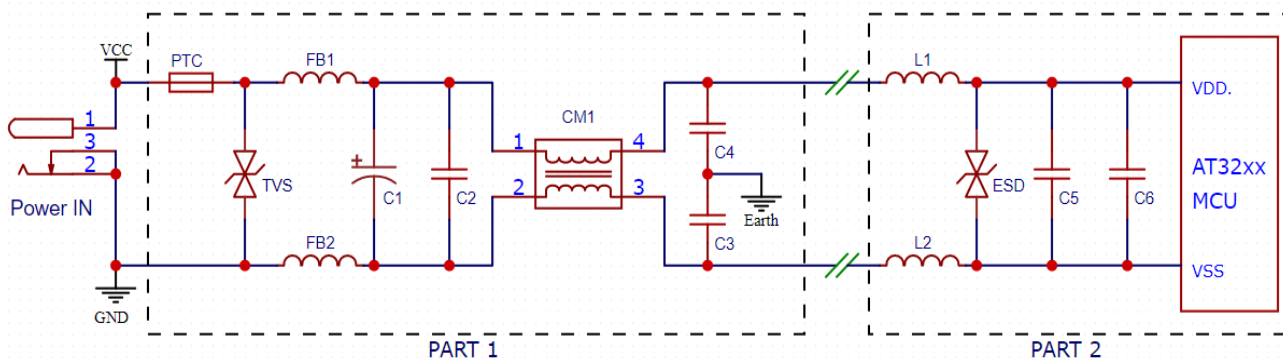 VCC
PTC
FB1
L1
1
3
2
Power IN
GND
TVS
+
C1
C2
FB2
CM1
1
4
2
3
C4
C3
Earth
L2
ESD
C5
C6
VDD.
AT32xx
MCU
VSS
PART 1
PART 2